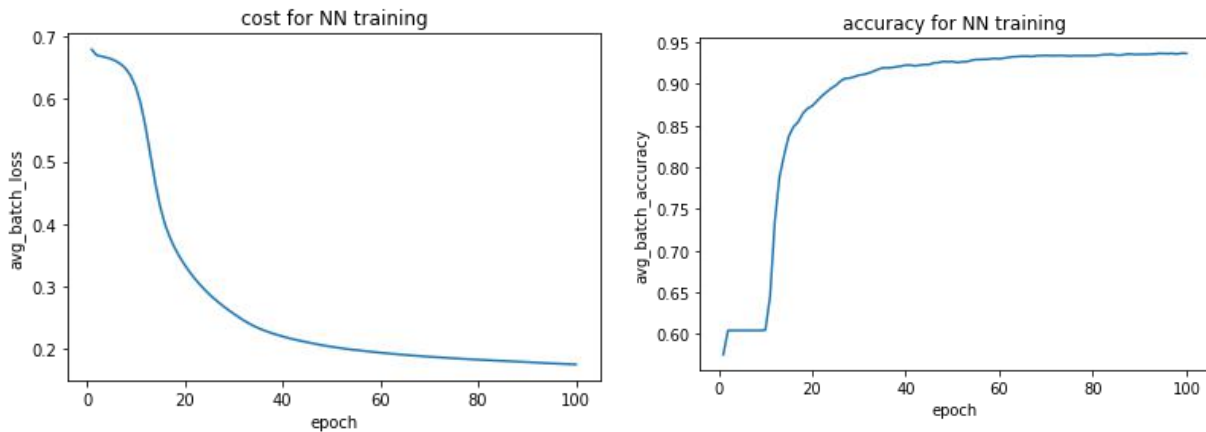 cost for NN training
0.7
0.6
0.5
0.4
0.3
0.2
avg_batch_loss
0 20 40 60 80 100
epoch
accuracy for NN training
0.95
0.90
0.85
0.80
0.75
0.70
0.65
0.60
avg_batch_accuracy
0 20 40 60 80 100
epoch